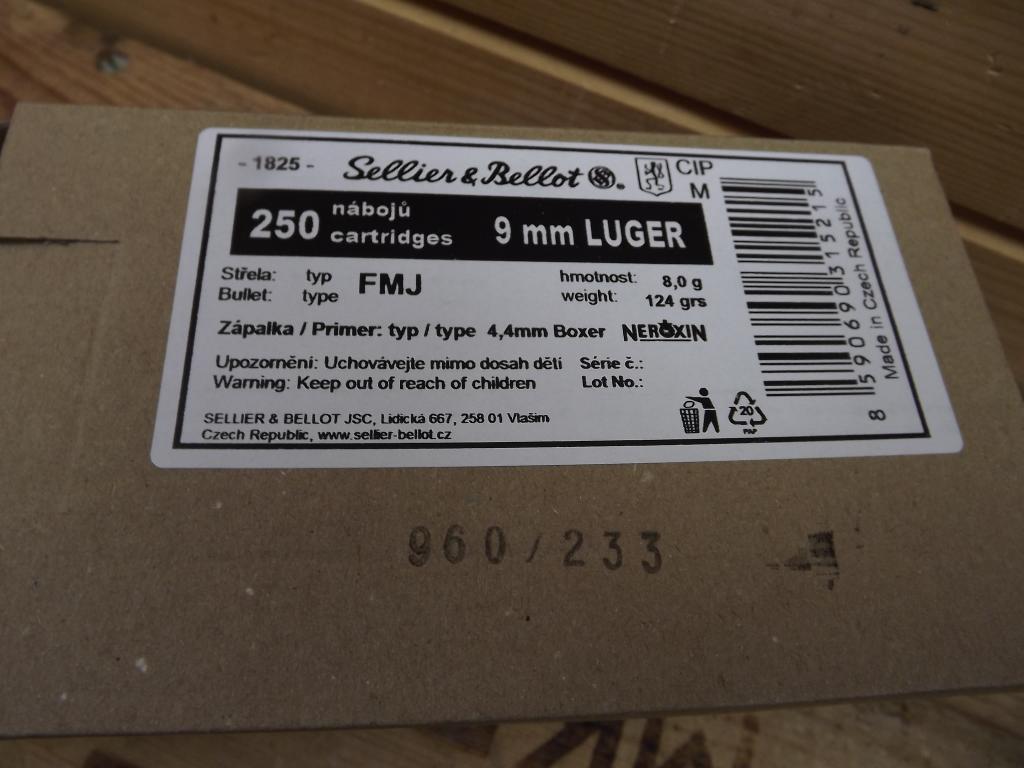 - 1825 - Sellier & Bellot CIP
M
250 nábojů
cartridges
9 mm LUGER
Střela: typ FMJ hmotnost: 8,0 g
Bullet: type weight: 124 grs
Zápalka / Primer: typ / type 4,4mm Boxer NEROXIN
Upozornění: Uchovávejte mimo dosah dětí Série č.:
Warning: Keep out of reach of children Lot No.:
SELLIER & BELLOT JSC, Lidická 667, 258 01 Vlašim
Czech Republic, www.sellier-bellot.cz
20
PAP
8 590690 315215
Made in Czech Republic
960/233